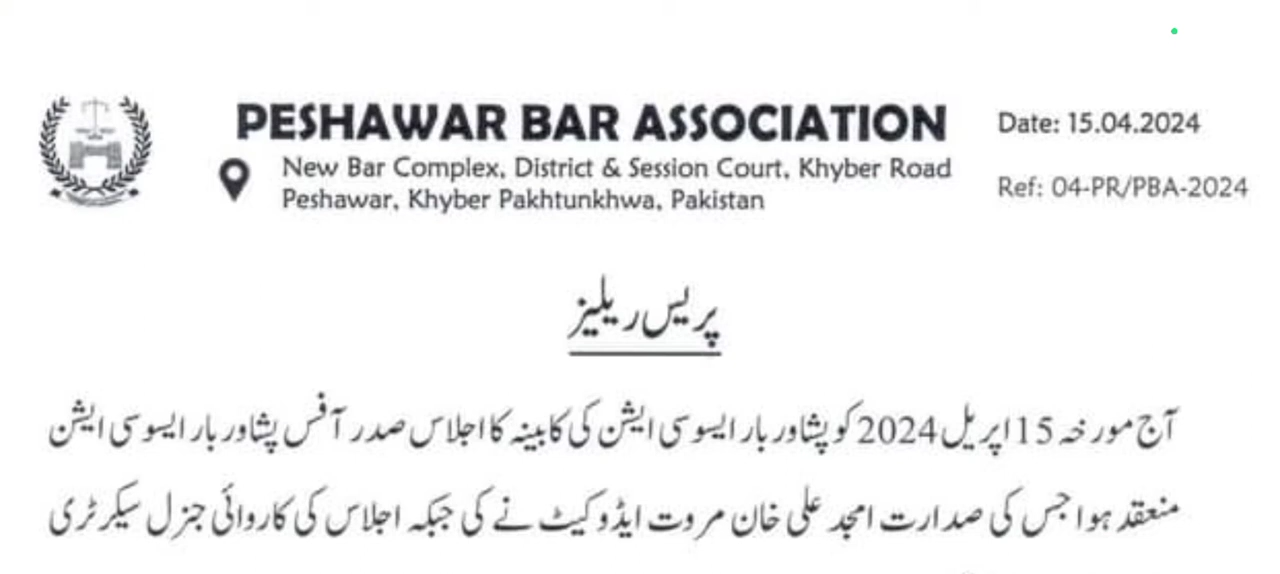 PESHAWAR BAR ASSOCIATION
New Bar Complex, District & Session Court, Khyber Road
Peshawar, Khyber Pakhtunkhwa, Pakistan
Date: 15.04.2024
Ref: 04-PR/PBA-2024
پریس ریلیز
آج مورخہ 15 اپریل 2024 کو پشاور بار ایسوسی ایشن کی کابینہ کا اجلاس صدر آفس پشاور بار ایسوسی ایشن
منعقد ہوا جس کی صدارت امجد علی خان مروت ایڈوکیٹ نے کی جبکہ اجلاس کی کاروائی جنرل سیکرٹری